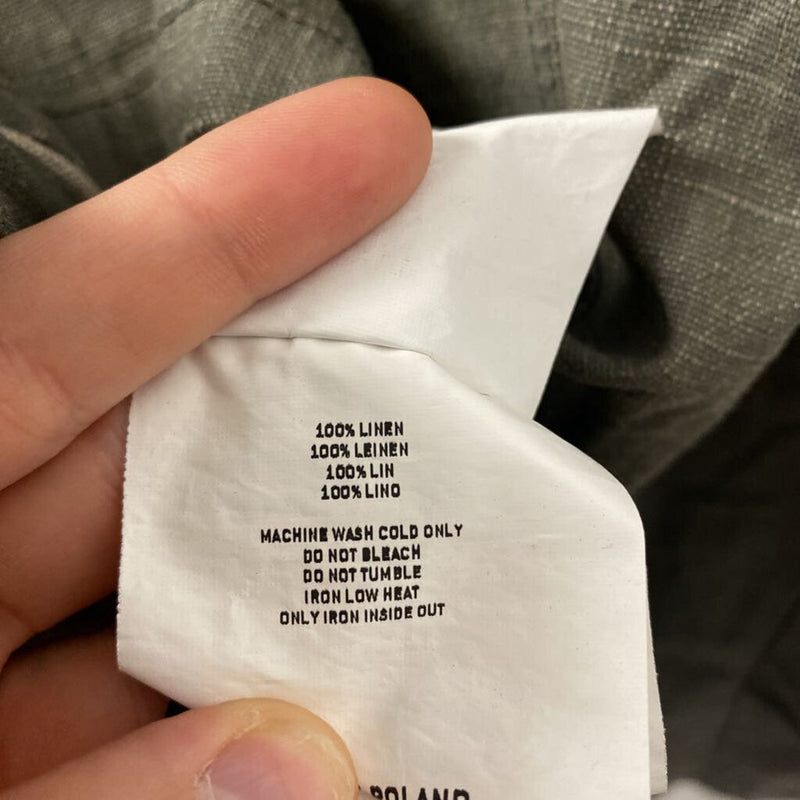 100% LINEN
100% LEINEN
100% LIN
100% LINO
MACHINE WASH COLD ONLY
DO NOT BLEACH
DO NOT TUMBLE
IRON LOW HEAT
ONLY IRON INSIDE OUT
POLAND